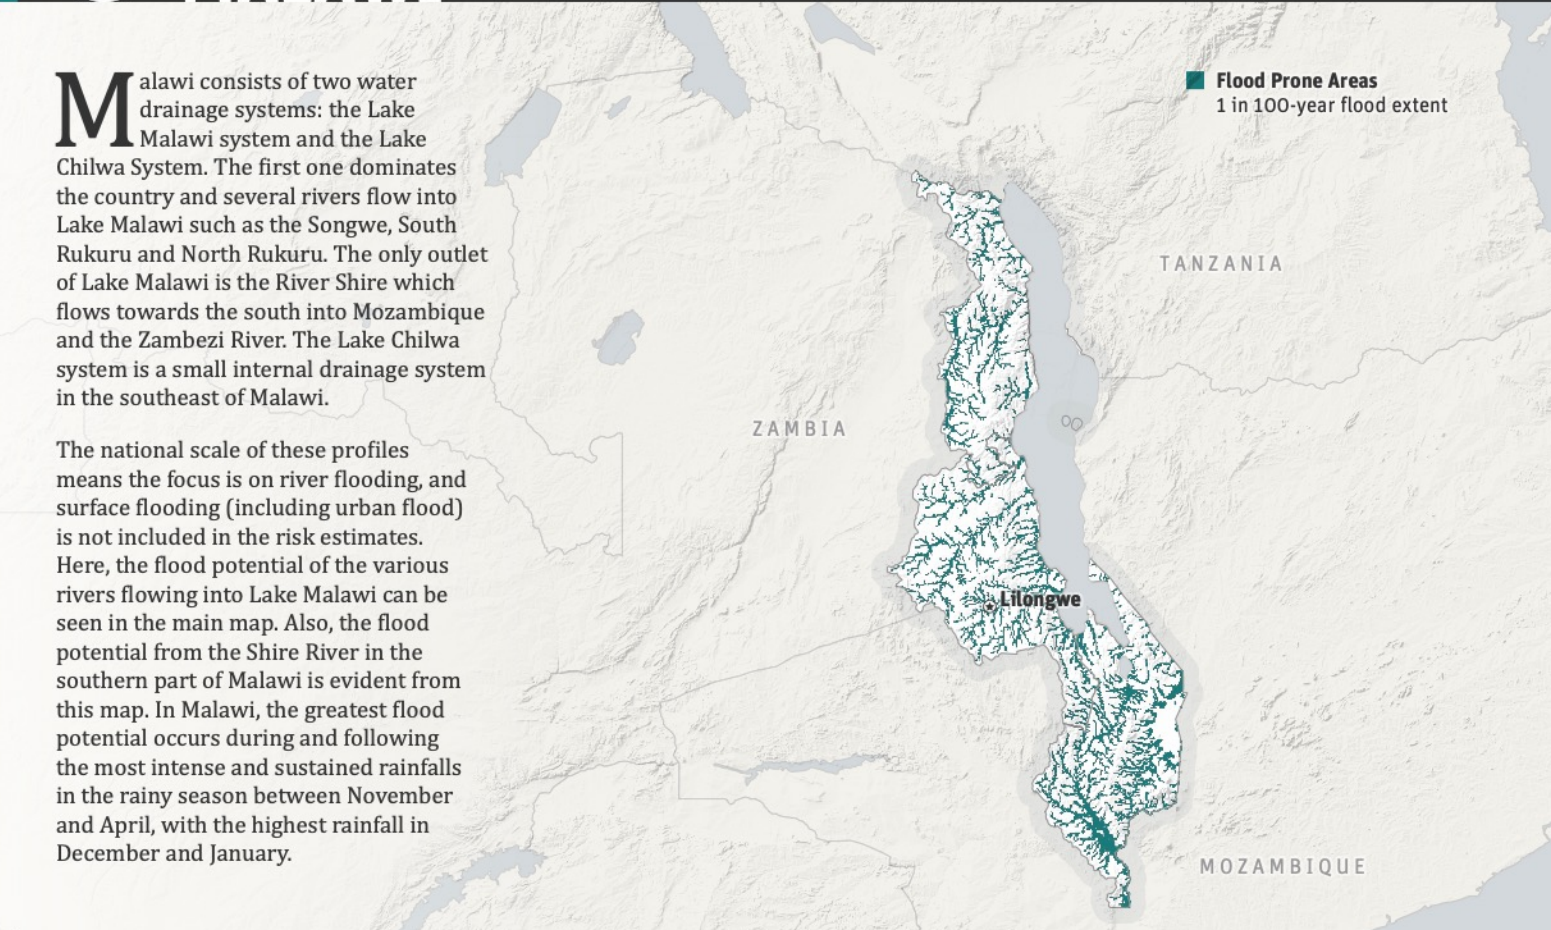 Malawi consists of two water
drainage systems: the Lake
Malawi system and the Lake
Chilwa System. The first one dominates
the country and several rivers flow into
Lake Malawi such as the Songwe, South
Rukuru and North Rukuru. The only outlet
of Lake Malawi is the River Shire which
flows towards the south into Mozambique
and the Zambezi River. The Lake Chilwa
system is a small internal drainage system
in the southeast of Malawi.
The national scale of these profiles
means the focus is on river flooding, and
surface flooding (including urban flood)
is not included in the risk estimates.
Here, the flood potential of the various
rivers flowing into Lake Malawi can be
seen in the main map. Also, the flood
potential from the Shire River in the
southern part of Malawi is evident from
this map. In Malawi, the greatest flood
potential occurs during and following
the most intense and sustained rainfalls
in the rainy season between November
and April, with the highest rainfall in
December and January.
Flood Prone Areas
1 in 100-year flood extent
TANZANIA
ZAMBIA
Lilongwe
MOZAMBIQUE